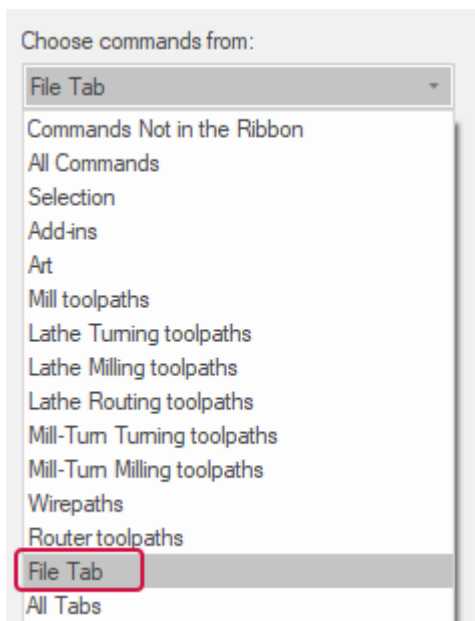 Choose commands from:
File Tab
Commands Not in the Ribbon
All Commands
Selection
Add-ins
Art
Mill toolpaths
Lathe Turning toolpaths
Lathe Milling toolpaths
Lathe Routing toolpaths
Mill-Turn Turning toolpaths
Mill-Turn Milling toolpaths
Wirepaths
Router toolpaths
File Tab
All Tabs